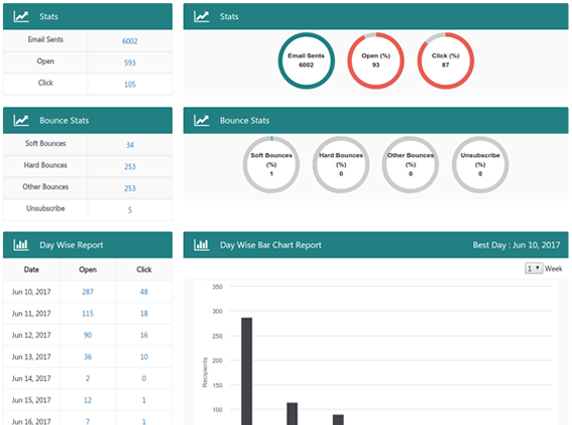 Stats
Email Sents 6002
Open 593
Click 105
Stats
Email Sents
6002
Open (%)
93
Click (%)
87
Bounce Stats
Soft Bounces 34
Hard Bounces 253
Other Bounces 253
Unsubscribe 5
Bounce Stats
Soft Bounces
(%)
1
Hard Bounces
(%)
0
Other Bounces
(%)
0
Unsubscribe
(%)
0
Day Wise Report
Date Open Click
Jun 10, 2017 287 48
Jun 11, 2017 115 18
Jun 12, 2017 90 16
Jun 13, 2017 36 10
Jun 14, 2017 2 0
Jun 15, 2017 12 1
Jun 16, 2017 7 1
Day Wise Bar Chart Report Best Day : Jun 10, 2017
1 Week
350
300
250
200
150
100
Recipients